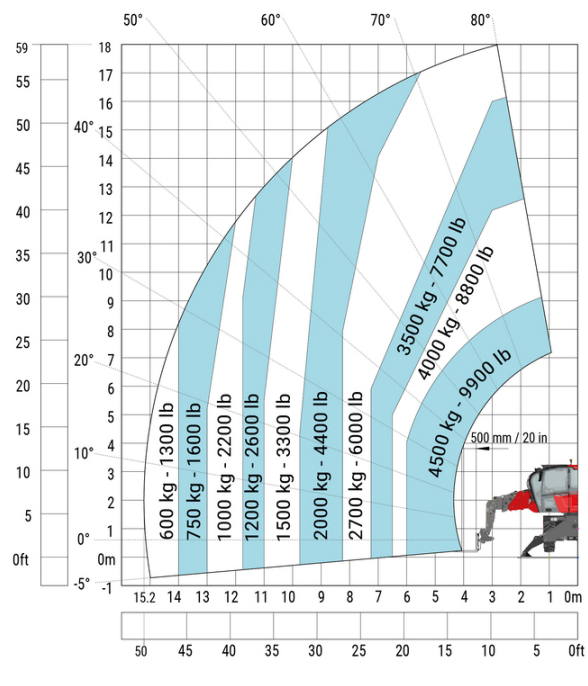 50°
60°
70°
80°
59
18
17
55
16
50
40°
15
14
45
13
40
12
11
35
30°
10
30
9
8
25
20°
7
20
6
5
15
4
10°
10
3
2
5
0°
1
0ft
0m
-5°
-1
600 kg - 1300 lb
750 kg - 1600 lb
1000 kg - 2200 lb
1200 kg - 2600 lb
1500 kg - 3300 lb
2000 kg - 4400 lb
2700 kg - 6000 lb
3500 kg - 7700 lb
4000 kg - 8800 lb
4500 kg - 9900 lb
500 mm / 20 in
15.2 14 13 12 11 10 9 8 7 6 5 4 3 2 1 0m
50 45 40 35 30 25 20 15 10 5 0ft